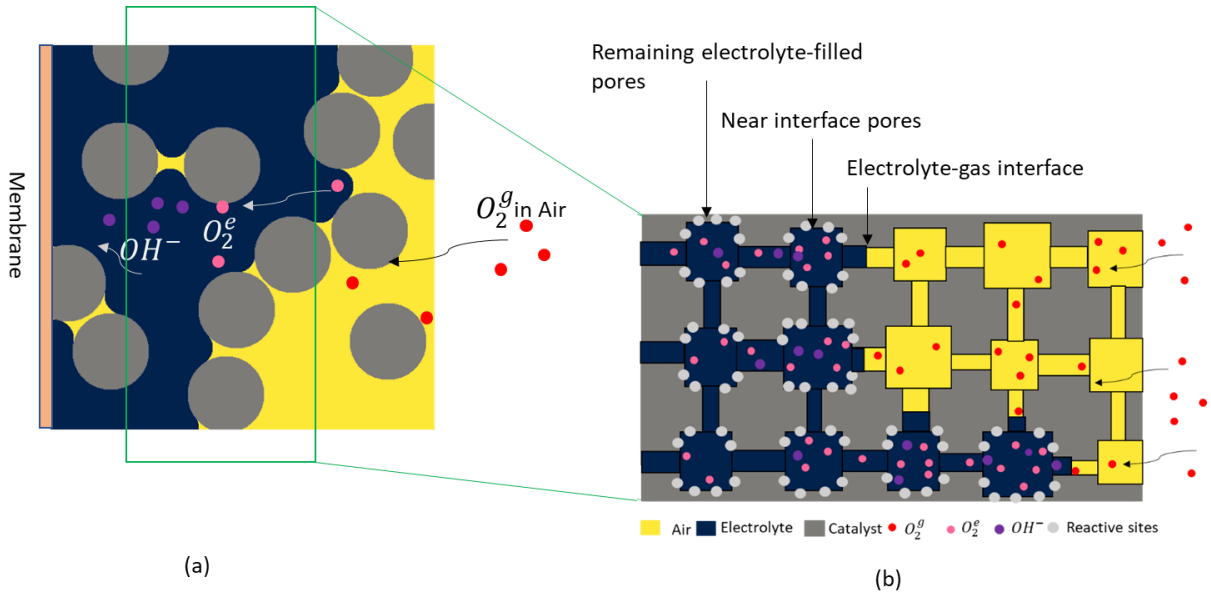 Membrane
OH⁻
O₂ᵉ
O₂ᵍ in Air
(a)
Remaining electrolyte-filled
pores
Near interface pores
Electrolyte-gas interface
Air Electrolyte Catalyst O₂ᵍ O₂ᵉ OH⁻ Reactive sites
(b)